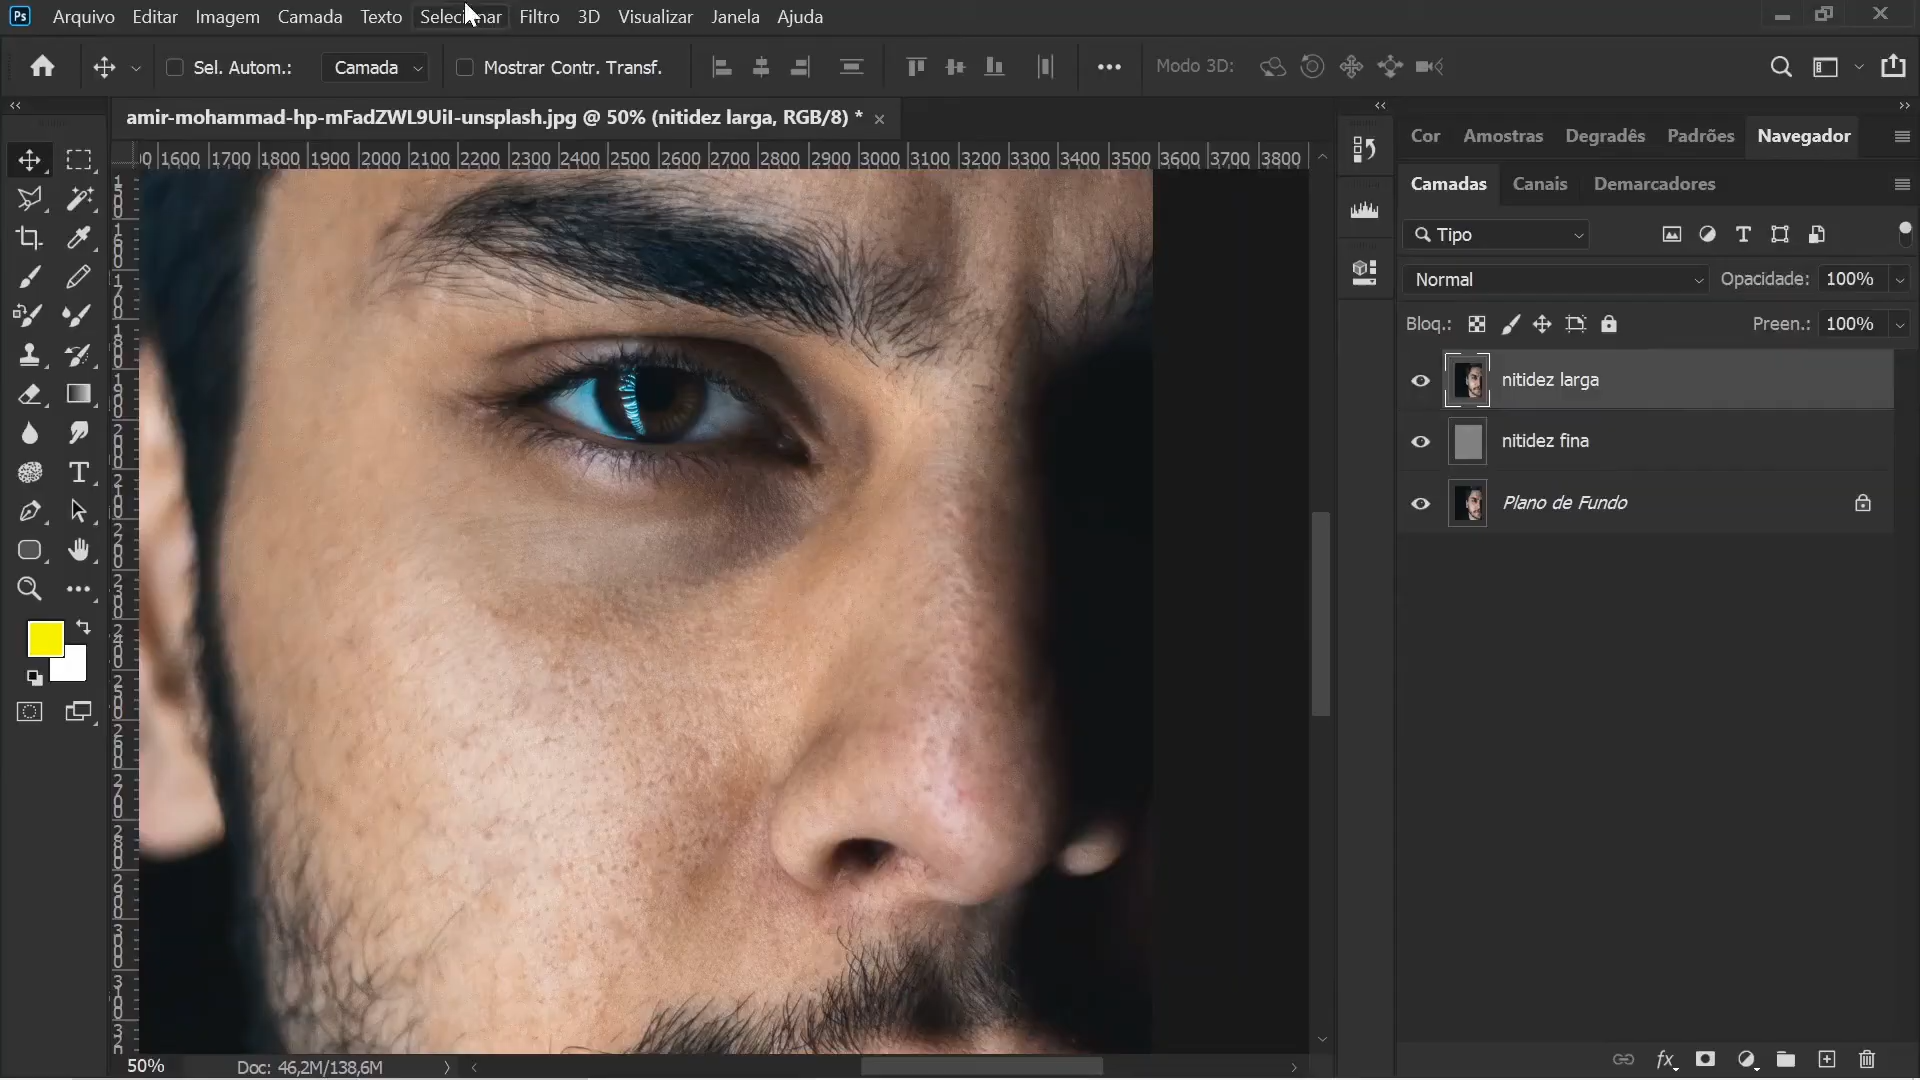 Ps Arquivo Editar Imagem Camada Texto Selecionar Filtro 3D Visualizar Janela Ajuda
Sel. Autom.: Camada Mostrar Contr. Transf. Modo 3D:
amir-mohammad-hp-mFadZWL9UiI-unsplash.jpg @ 50% (nitidez larga, RGB/8) *
1600 1700 1800 1900 2000 2100 2200 2300 2400 2500 2600 2700 2800 2900 3000 3100 3200 3300 3400 3500 3600 3700 3800
Cor Amostras Degradês Padrões Navegador
Camadas Canais Demarcadores
Tipo
Normal Opacidade: 100%
Bloq.: Preen.: 100%
nitidez larga
nitidez fina
Plano de Fundo
fx
50% Doc: 46,2M/138,6M